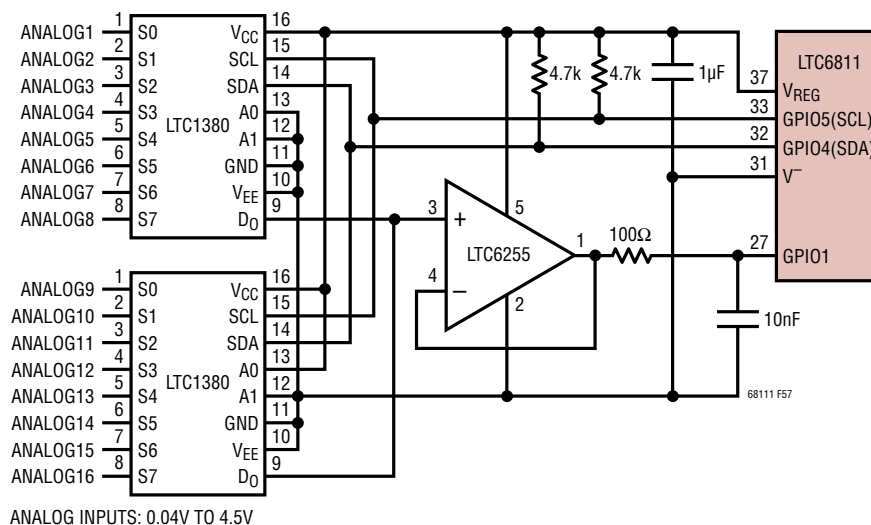 ANALOG1 1 S0 VCC 16
ANALOG2 2 S1 SCL 15
ANALOG3 3 S2 SDA 14
ANALOG4 4 S3 A0 13
LTC1380
ANALOG5 5 S4 A1 12
ANALOG6 6 S5 GND 11
ANALOG7 7 S6 VEE 10
ANALOG8 8 S7 DO 9
ANALOG9 1 S0 VCC 16
ANALOG10 2 S1 SCL 15
ANALOG11 3 S2 SDA 14
ANALOG12 4 S3 A0 13
LTC1380
ANALOG13 5 S4 A1 12
ANALOG14 6 S5 GND 11
ANALOG15 7 S6 VEE 10
ANALOG16 8 S7 DO 9
4.7k
4.7k
1µF
3 +
4 –
5
LTC6255
1
2
100Ω
10nF
LTC6811
37 VREG
33 GPIO5(SCL)
32 GPIO4(SDA)
31 V–
27 GPIO1
68111 F57
ANALOG INPUTS: 0.04V TO 4.5V